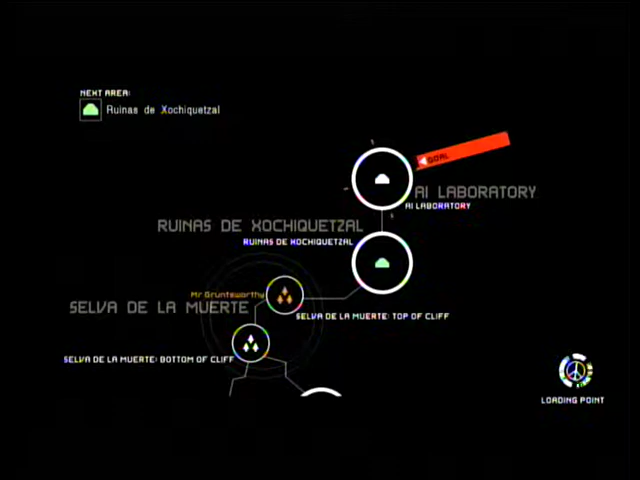 NEXT AREA:
Ruinas de Xochiquetzal
GOAL
AI LABORATORY
AI LABORATORY
RUINAS DE XOCHIQUETZAL
RUINAS DE XOCHIQUETZAL
Mr Gruntsworthy
SELVA DE LA MUERTE
SELVA DE LA MUERTE: TOP OF CLIFF
SELVA DE LA MUERTE: BOTTOM OF CLIFF
LOADING POINT